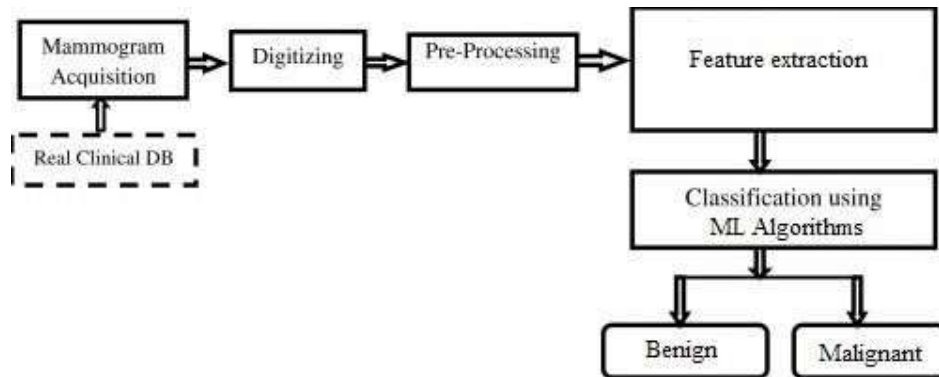 Mammogram
Acquisition
Digitizing
Pre-Processing
Feature extraction
Real Clinical DB
Classification using
ML Algorithms
Benign
Malignant